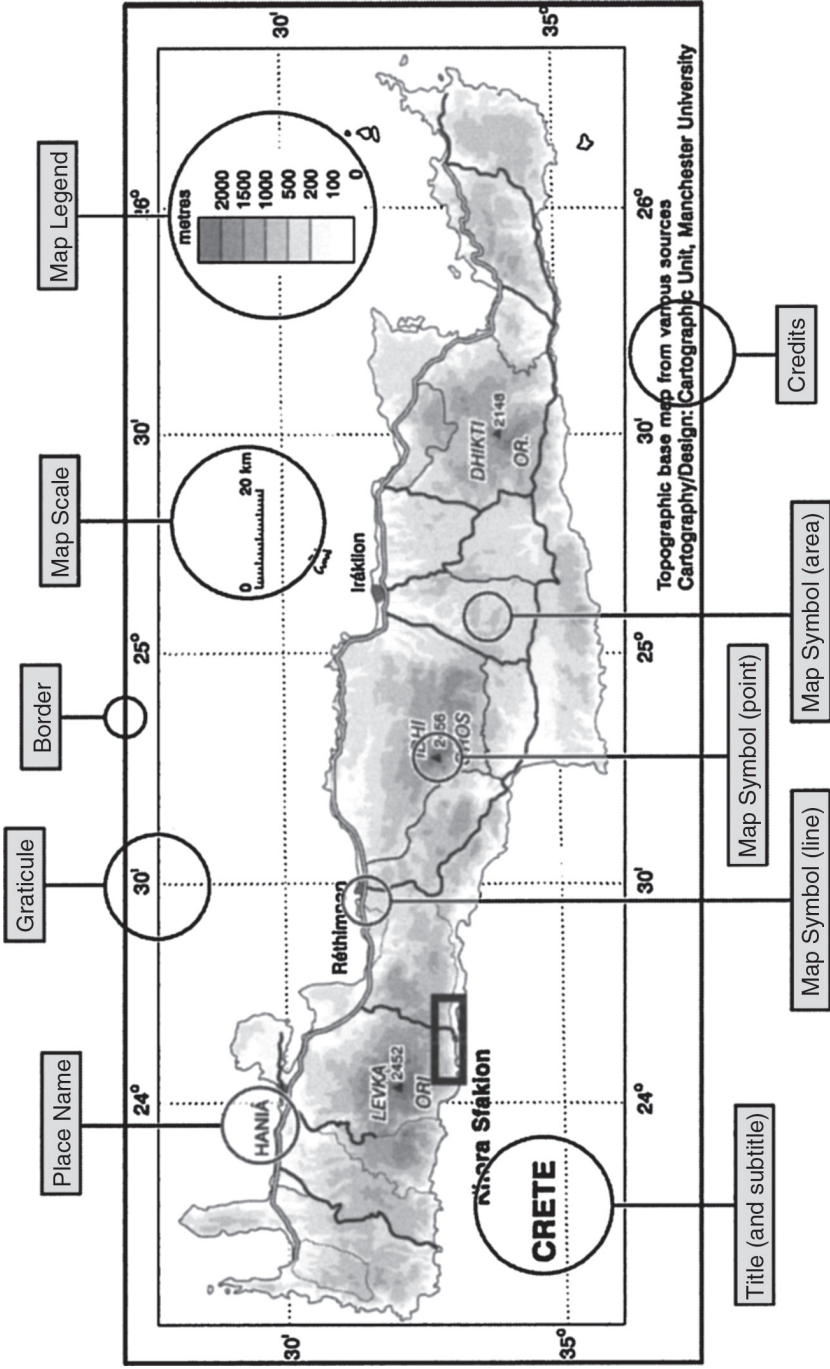 Place Name
Graticule
Border
Map Scale
Map Legend
24°
30'
25°
30'
30'
30'
HANIÁ
0 20 km
metres
2000
1500
1000
500
200
100
0
Réthimnon
Iráklion
LEVKA
2452
ORI
IDHI
DHIKTI
2148
OR.
Khora Sfakion
CRETE
35°
35°
24°
30'
25°
30'
26°
Topographic base map from various sources
Cartography/Design: Cartographic Unit, Manchester University
Title (and subtitle)
Map Symbol (line)
Map Symbol (point)
Map Symbol (area)
Credits